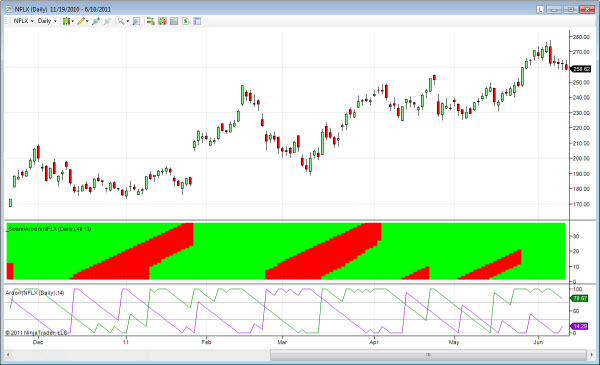 NFLX (Daily) 11/19/2010 - 6/10/2011
L
NFLX Daily
280.00
270.00
258.62
250.00
240.00
230.00
220.00
210.00
200.00
190.00
180.00
170.00
_SwamiAroon(NFLX (Daily),48,13)
30
20
10
0
Aroon(NFLX (Daily),14)
100
78.57
50
14.29
© 2011 NinjaTrader, LLC
Dec 11 Feb Mar Apr May Jun